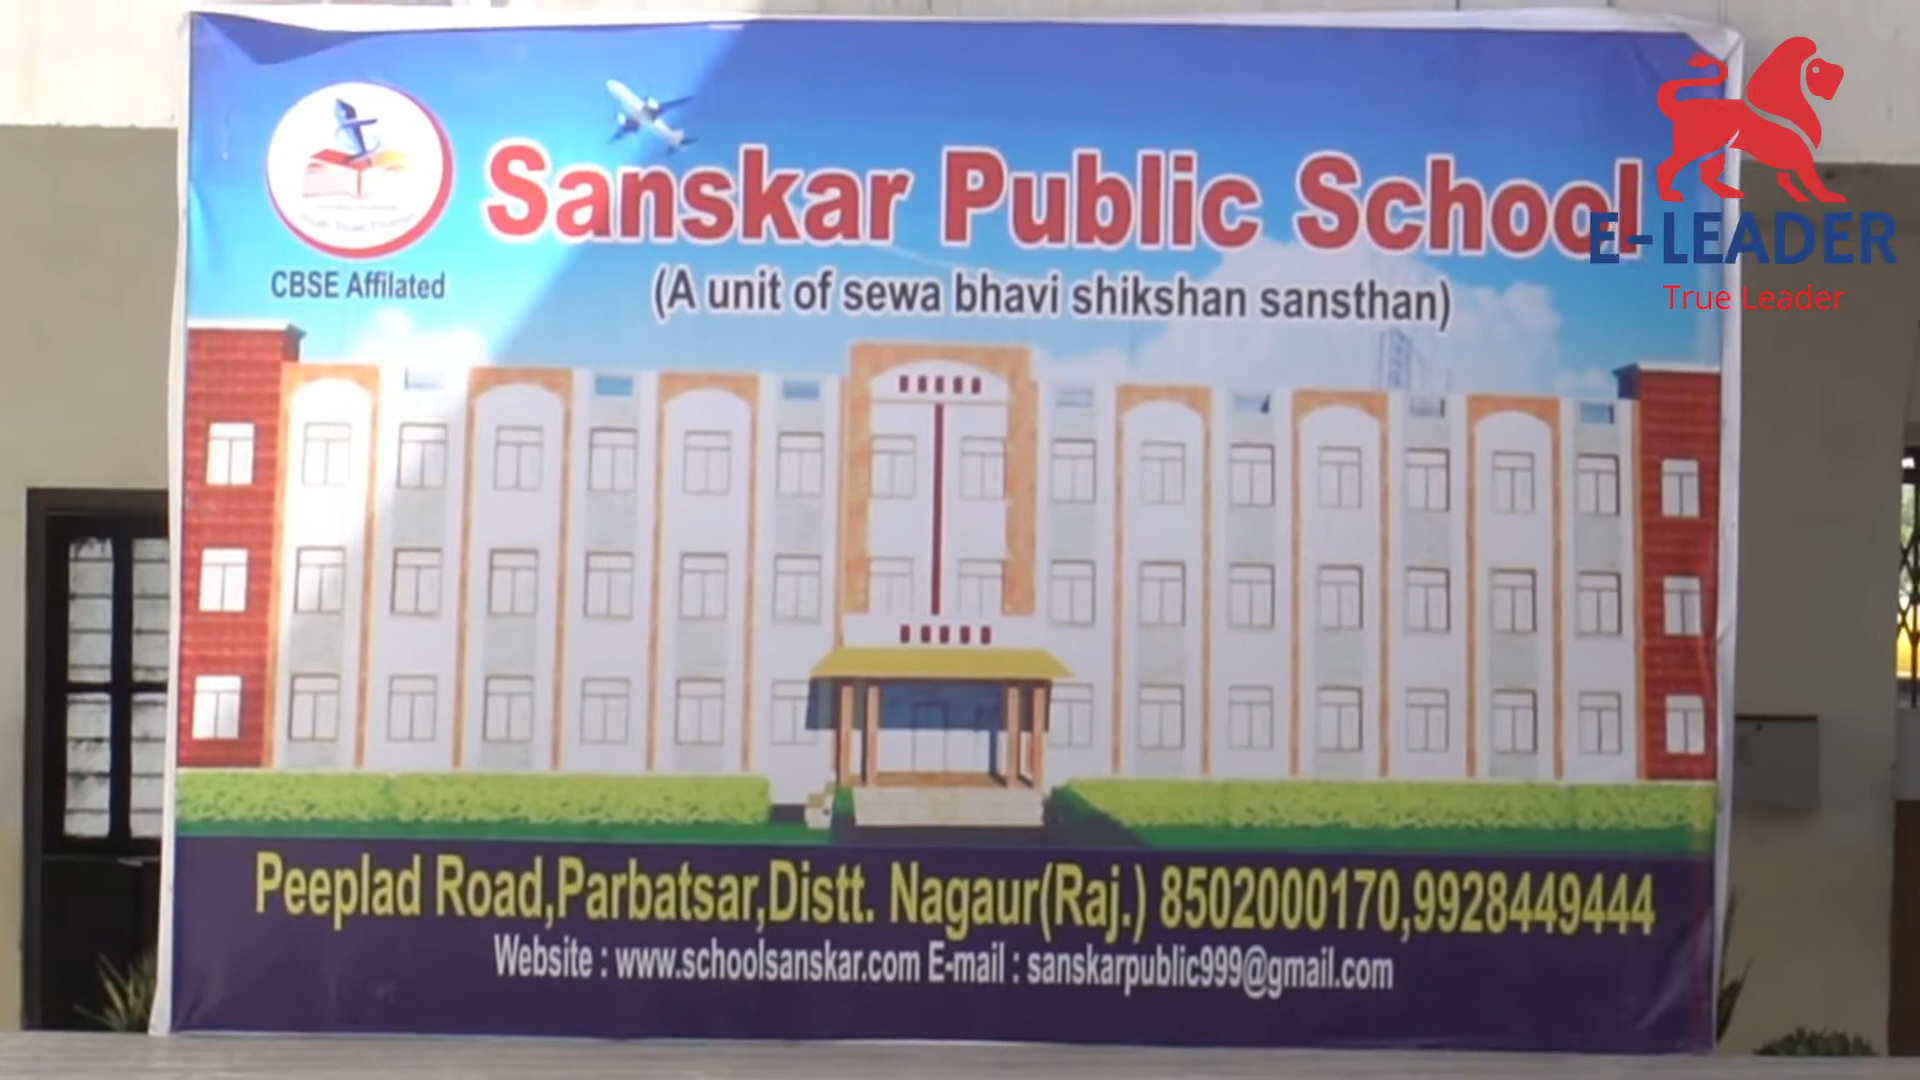 Sanskar Public School
E-LEADER
True Leader
CBSE Affilated
(A unit of sewa bhavi shikshan sansthan)
Peeplad Road,Parbatsar,Distt. Nagaur(Raj.) 8502000170,9928449444
Website : www.schoolsanskar.com E-mail : sanskarpublic999@gmail.com